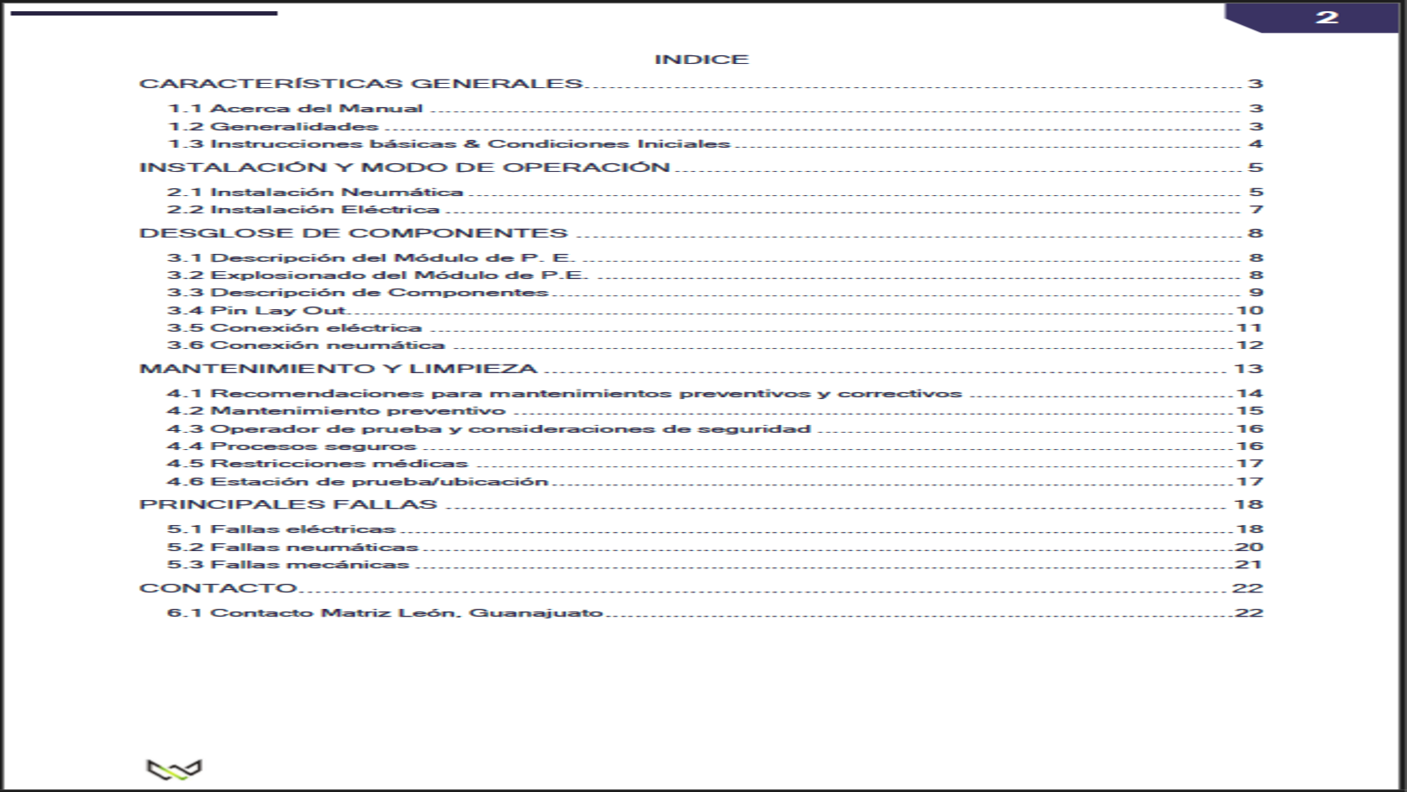 2
INDICE
CARACTERÍSTICAS GENERALES 3
1.1 Acerca del Manual 3
1.2 Generalidades 3
1.3 Instrucciones básicas & Condiciones Iniciales 4
INSTALACIÓN Y MODO DE OPERACIÓN 5
2.1 Instalación Neumática 5
2.2 Instalación Eléctrica 7
DESGLOSE DE COMPONENTES 8
3.1 Descripción del Módulo de P. E. 8
3.2 Explosionado del Módulo de P.E. 8
3.3 Descripción de Componentes 9
3.4 Pin Lay Out 10
3.5 Conexión eléctrica 11
3.6 Conexión neumática 12
MANTENIMIENTO Y LIMPIEZA 13
4.1 Recomendaciones para mantenimientos preventivos y correctivos 14
4.2 Mantenimiento preventivo 15
4.3 Operador de prueba y consideraciones de seguridad 16
4.4 Procesos seguros 16
4.5 Restricciones médicas 17
4.6 Estación de prueba/ubicación 17
PRINCIPALES FALLAS 18
5.1 Fallas eléctricas 18
5.2 Fallas neumáticas 20
5.3 Fallas mecánicas 21
CONTACTO 22
6.1 Contacto Matriz León, Guanajuato 22